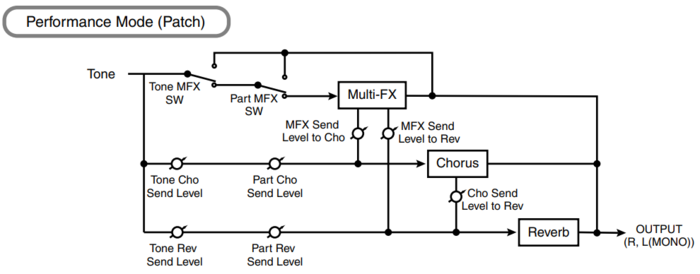 Performance Mode (Patch)
Tone
Tone MFX
SW
Part MFX
SW
Multi-FX
MFX Send
Level to Cho
MFX Send
Level to Rev
Tone Cho
Send Level
Part Cho
Send Level
Chorus
Cho Send
Level to Rev
Tone Rev
Send Level
Part Rev
Send Level
Reverb
OUTPUT
(R, L(MONO))